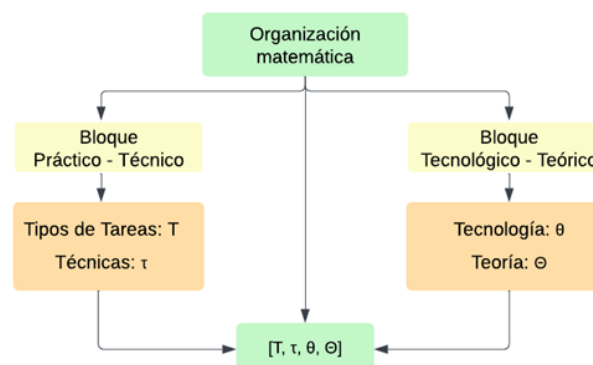 Organización
matemática
Bloque
Práctico - Técnico
Bloque
Tecnológico - Teórico
Tipos de Tareas: T
Técnicas: τ
Tecnología: θ
Teoría: Θ
[T, τ, θ, Θ]